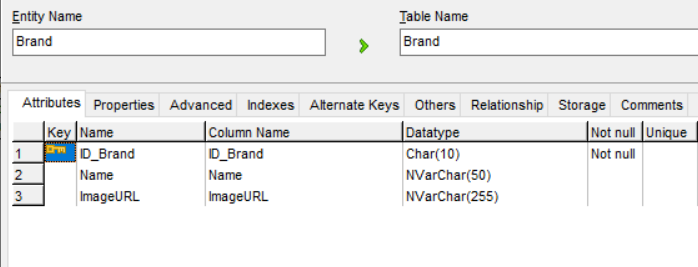 Entity Name Table Name
Brand Brand
Attributes Properties Advanced Indexes Alternate Keys Others Relationship Storage Comments
Key Name Column Name Datatype Not null Unique
1 ID_Brand ID_Brand Char(10) Not null
2 Name Name NVarChar(50)
3 ImageURL ImageURL NVarChar(255)